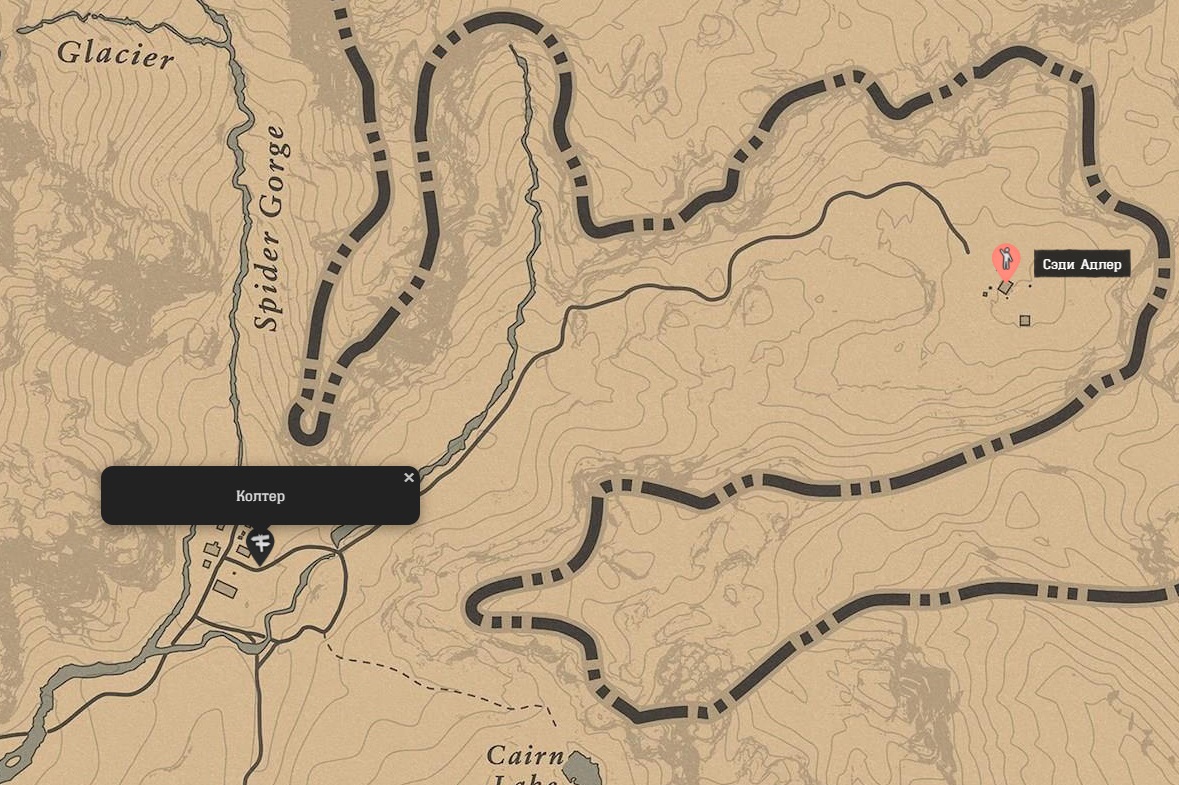 Glacier
Spider Gorge
Сэди Адлер
Колтер
Cairn
Lake